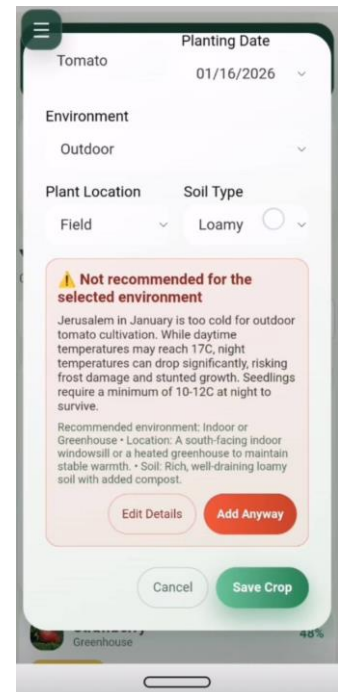 Planting Date
Tomato
01/16/2026
Environment
Outdoor
Plant Location Soil Type
Field Loamy
⚠️ Not recommended for the
selected environment
Jerusalem in January is too cold for outdoor
tomato cultivation. While daytime
temperatures may reach 17C, night
temperatures can drop significantly, risking
frost damage and stunted growth. Seedlings
require a minimum of 10-12C at night to
survive.
Recommended environment: Indoor or
Greenhouse • Location: A south-facing indoor
windowsill or a heated greenhouse to maintain
stable warmth. • Soil: Rich, well-draining loamy
soil with added compost.
Edit Details Add Anyway
Cancel Save Crop
48%
Greenhouse